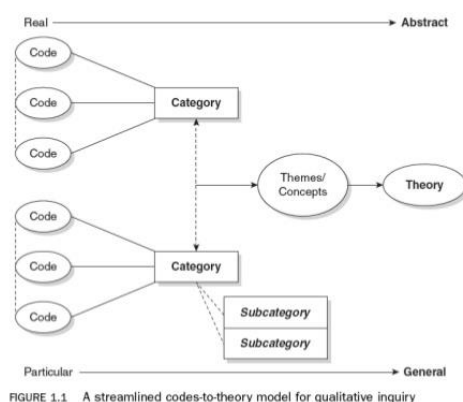 Real Abstract
Code
Code
Category
Code
Themes/
Concepts
Theory
Code
Code
Category
Code
Subcategory
Subcategory
Particular General
FIGURE 1.1 A streamlined codes-to-theory model for qualitative inquiry